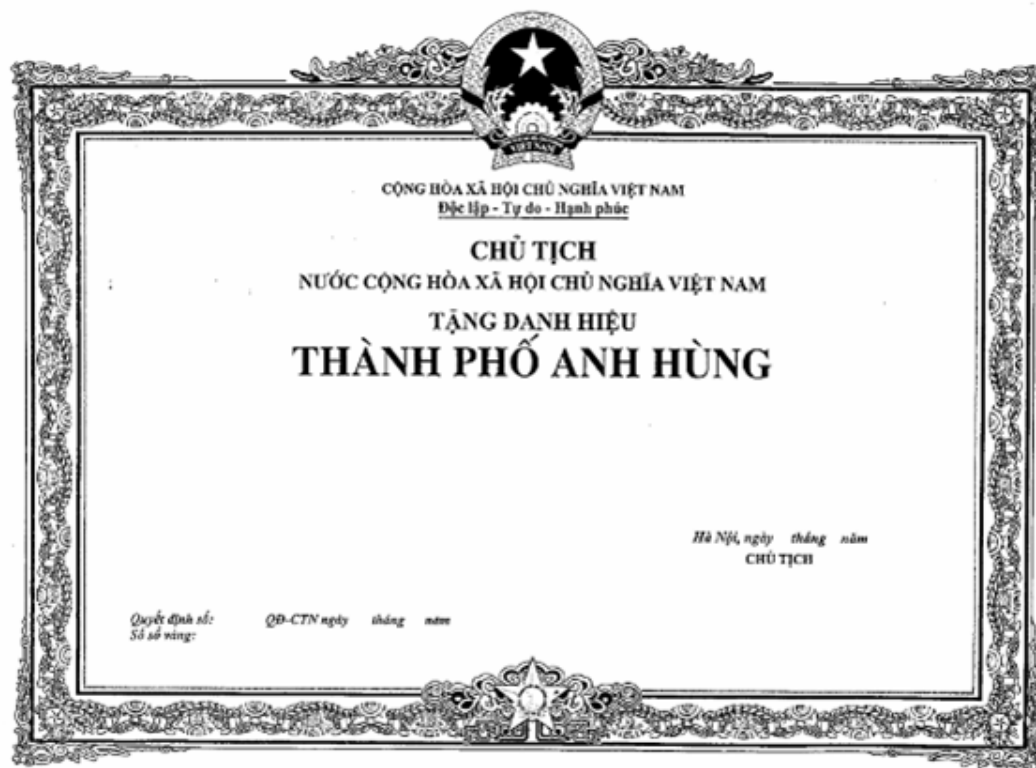 VIỆT NAM
CỘNG HÒA XÃ HỘI CHỦ NGHĨA VIỆT NAM
Độc lập - Tự do - Hạnh phúc
CHỦ TỊCH
NƯỚC CỘNG HÒA XÃ HỘI CHỦ NGHĨA VIỆT NAM
TẶNG DANH HIỆU
THÀNH PHỐ ANH HÙNG
Hà Nội, ngày tháng năm
CHỦ TỊCH
Quyết định số: QĐ-CTN ngày tháng năm
Số sổ vàng: